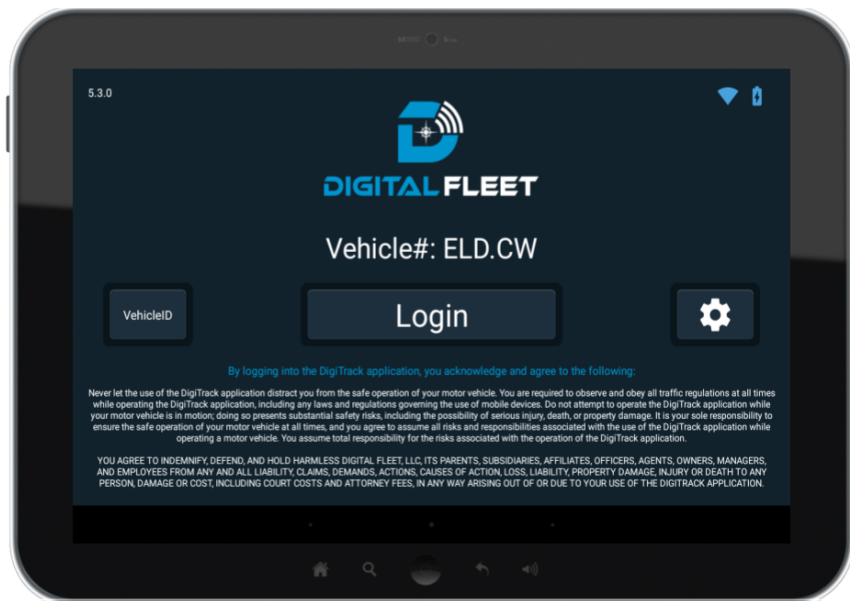 5.3.0
DIGITAL FLEET
Vehicle#: ELD.CW
VehicleID
Login
By logging into the DigiTrack application, you acknowledge and agree to the following:
Never let the use of the DigiTrack application distract you from the safe operation of your motor vehicle. You are required to observe and obey all traffic regulations at all times
while operating the DigiTrack application, including any laws and regulations governing the use of mobile devices. Do not attempt to operate the DigiTrack application while
your motor vehicle is in motion; doing so presents substantial safety risks, including the possibility of serious injury, death, or property damage. It is your sole responsibility to
ensure the safe operation of your motor vehicle at all times, and you agree to assume all risks and responsibilities associated with the use of the DigiTrack application while
operating a motor vehicle. You assume total responsibility for the risks associated with the operation of the DigiTrack application.
YOU AGREE TO INDEMNIFY, DEFEND, AND HOLD HARMLESS DIGITAL FLEET, LLC, ITS PARENTS, SUBSIDIARIES, AFFILIATES, OFFICERS, AGENTS, OWNERS, MANAGERS,
AND EMPLOYEES FROM ANY AND ALL LIABILITY, CLAIMS, DEMANDS, ACTIONS, CAUSES OF ACTION, LOSS, LIABILITY, PROPERTY DAMAGE, INJURY OR DEATH TO ANY
PERSON, DAMAGE OR COST, INCLUDING COURT COSTS AND ATTORNEY FEES, IN ANY WAY ARISING OUT OF OR DUE TO YOUR USE OF THE DIGITRACK APPLICATION.